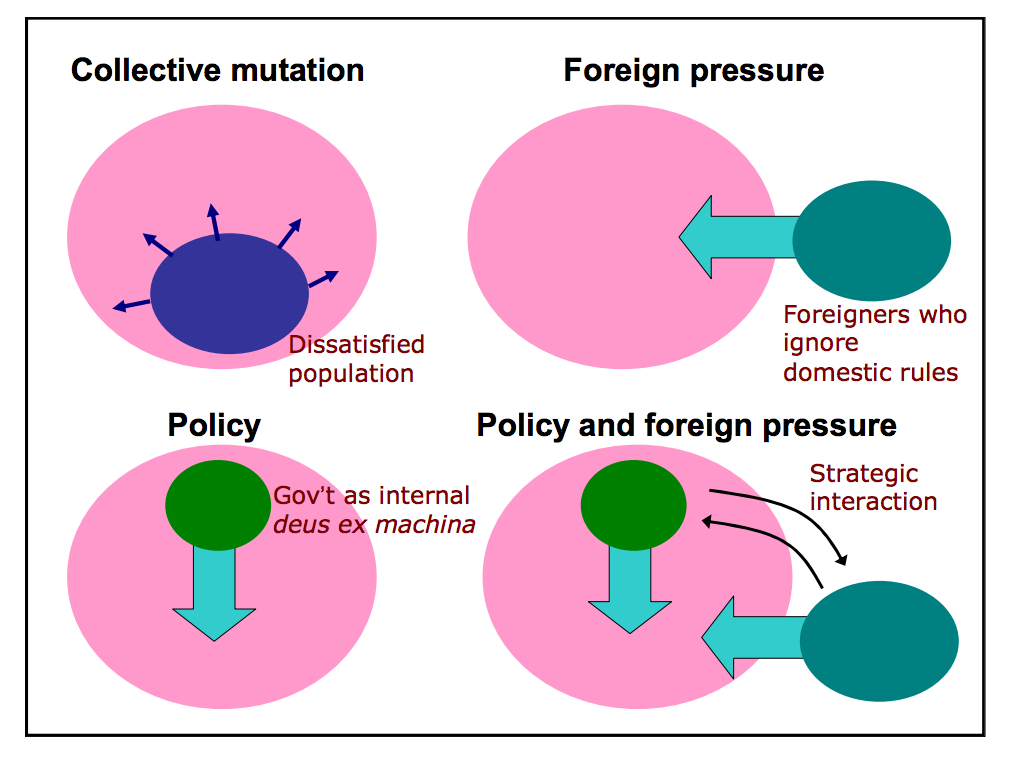 Collective mutation
Foreign pressure
Dissatisfied
population
Foreigners who
ignore
domestic rules
Policy
Policy and foreign pressure
Gov't as internal
deus ex machina
Strategic
interaction